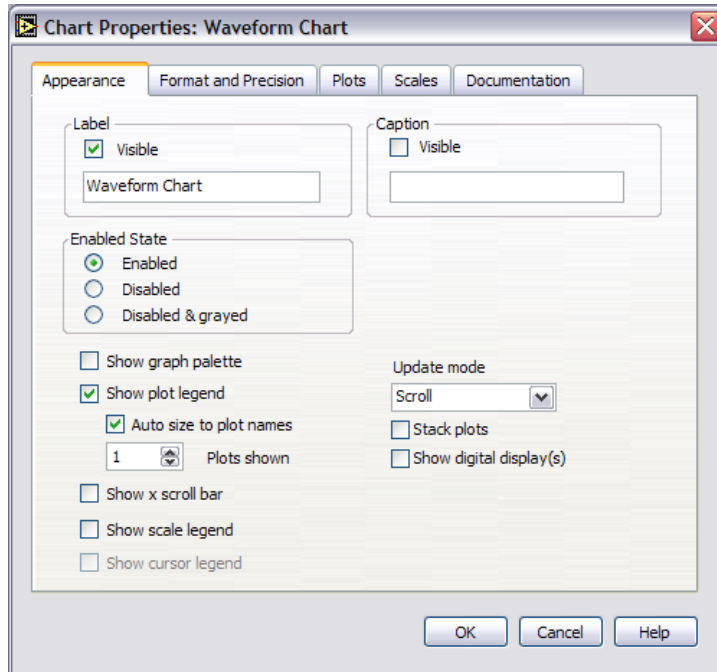 Chart Properties: Waveform Chart
Appearance Format and Precision Plots Scales Documentation
Label
Visible
Waveform Chart
Caption
Visible
Enabled State
Enabled
Disabled
Disabled & grayed
Show graph palette
Show plot legend
Auto size to plot names
1 Plots shown
Show x scroll bar
Show scale legend
Show cursor legend
Update mode
Scroll
Stack plots
Show digital display(s)
OK Cancel Help